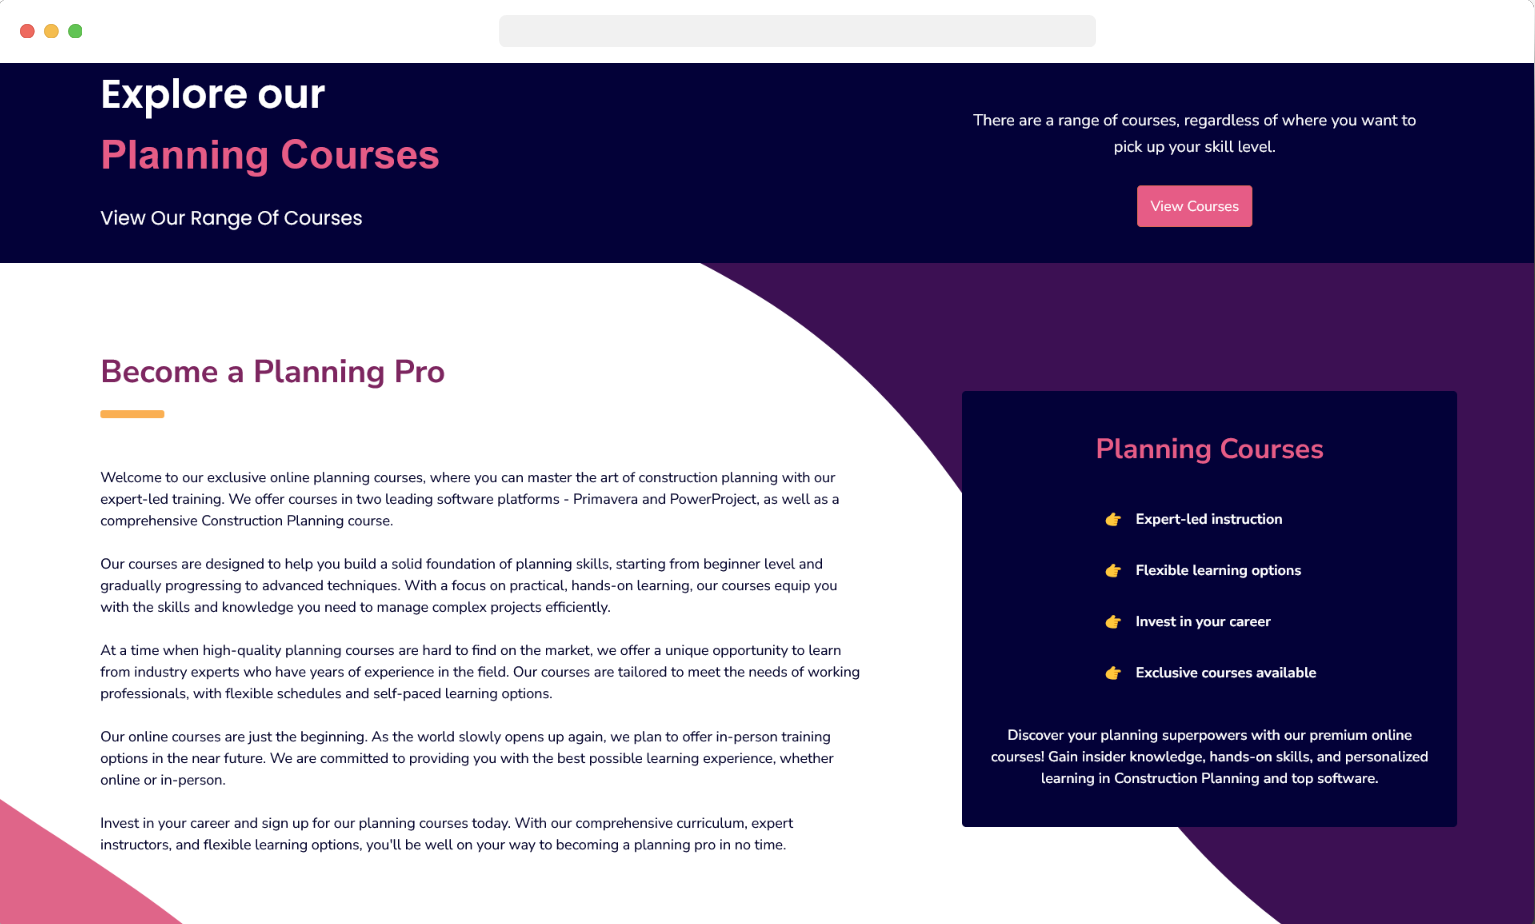 Explore our
Planning Courses
View Our Range Of Courses
There are a range of courses, regardless of where you want to
pick up your skill level.
View Courses
Become a Planning Pro
Welcome to our exclusive online planning courses, where you can master the art of construction planning with our
expert-led training. We offer courses in two leading software platforms - Primavera and PowerProject, as well as a
comprehensive Construction Planning course.
Our courses are designed to help you build a solid foundation of planning skills, starting from beginner level and
gradually progressing to advanced techniques. With a focus on practical, hands-on learning, our courses equip you
with the skills and knowledge you need to manage complex projects efficiently.
At a time when high-quality planning courses are hard to find on the market, we offer a unique opportunity to learn
from industry experts who have years of experience in the field. Our courses are tailored to meet the needs of working
professionals, with flexible schedules and self-paced learning options.
Our online courses are just the beginning. As the world slowly opens up again, we plan to offer in-person training
options in the near future. We are committed to providing you with the best possible learning experience, whether
online or in-person.
Invest in your career and sign up for our planning courses today. With our comprehensive curriculum, expert
instructors, and flexible learning options, you'll be well on your way to becoming a planning pro in no time.
Planning Courses
👉 Expert-led instruction
👉 Flexible learning options
👉 Invest in your career
👉 Exclusive courses available
Discover your planning superpowers with our premium online
courses! Gain insider knowledge, hands-on skills, and personalized
learning in Construction Planning and top software.